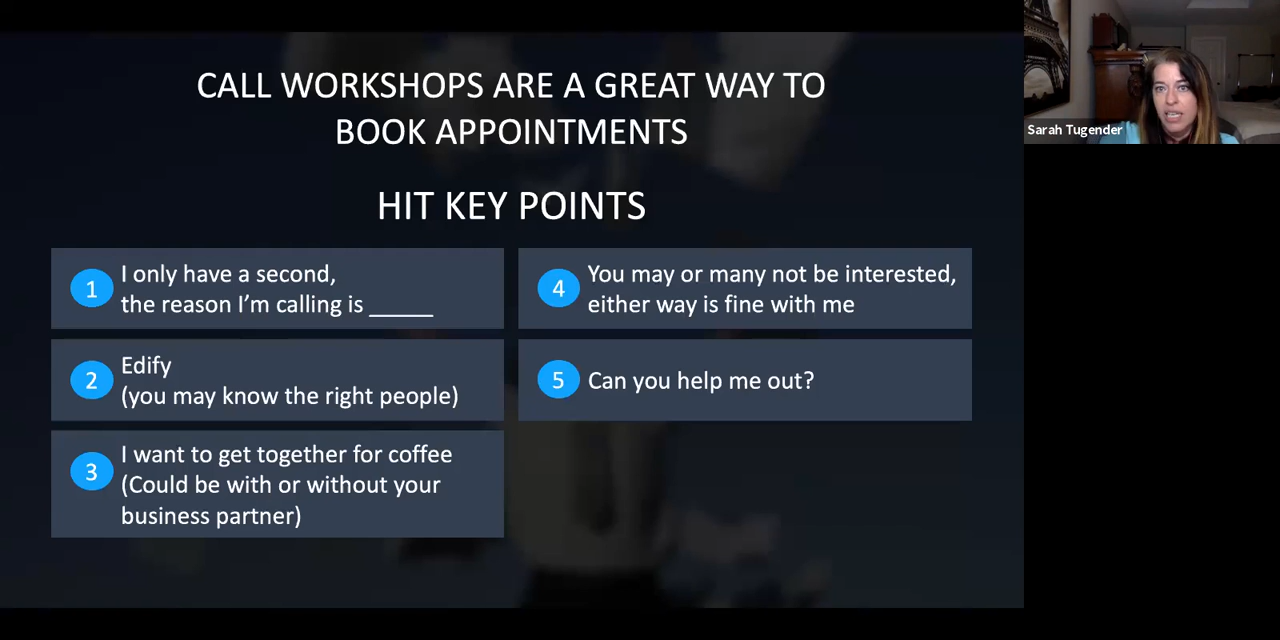 CALL WORKSHOPS ARE A GREAT WAY TO
BOOK APPOINTMENTS
HIT KEY POINTS
1 I only have a second,
the reason I'm calling is _____
2 Edify
(you may know the right people)
3 I want to get together for coffee
(Could be with or without your
business partner)
4 You may or many not be interested,
either way is fine with me
5 Can you help me out?
Sarah Tugender